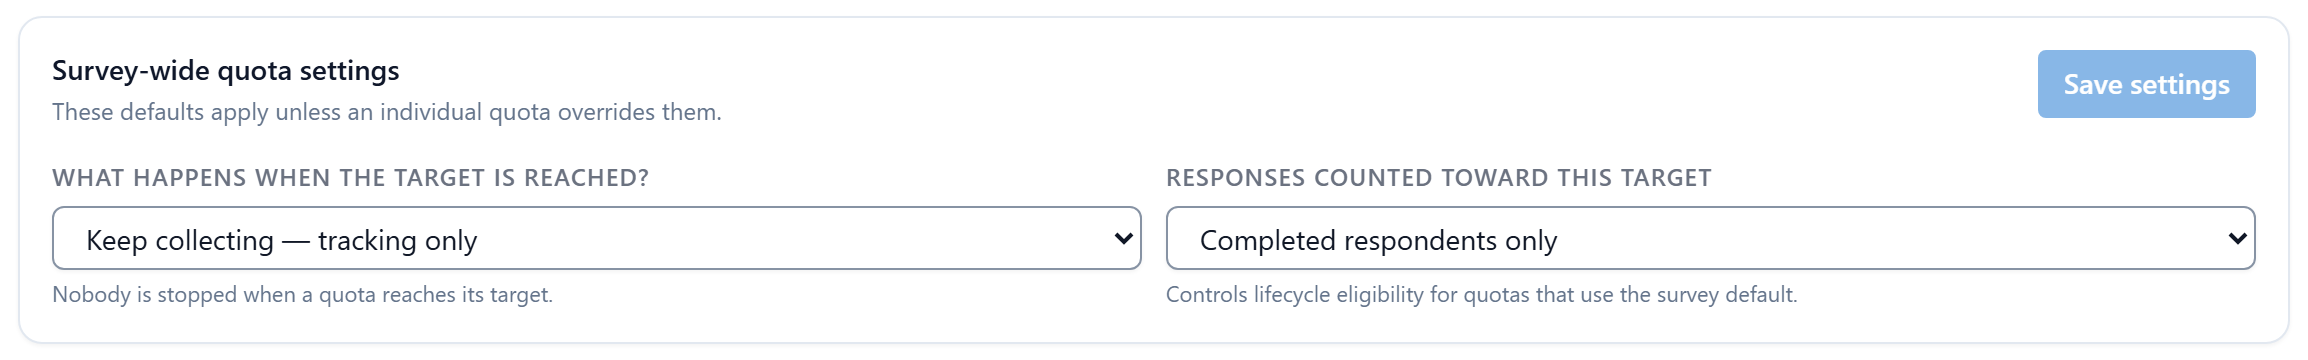 Survey-wide quota settings
Save settings
These defaults apply unless an individual quota overrides them.
WHAT HAPPENS WHEN THE TARGET IS REACHED?
Keep collecting — tracking only
Nobody is stopped when a quota reaches its target.
RESPONSES COUNTED TOWARD THIS TARGET
Completed respondents only
Controls lifecycle eligibility for quotas that use the survey default.